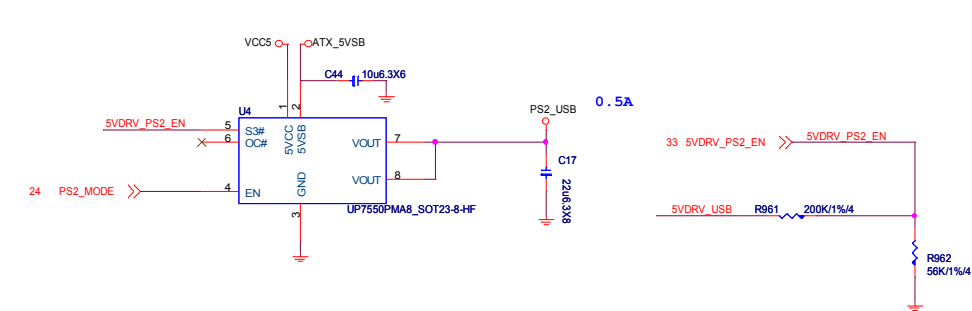 VCC5
ATX_5VSB
C44
10u6.3X6
U4
1
2
5VDRV_PS2_EN
5
6
S3#
OC#
5VCC
5VSB
VOUT
7
24 PS2_MODE
4
EN
GND
VOUT
8
3
UP7550PMA8_SOT23-8-HF
PS2_USB
0.5A
C17
22u6.3X8
33 5VDRV_PS2_EN
5VDRV_PS2_EN
5VDRV_USB
R961
200K/1%/4
R962
56K/1%/4